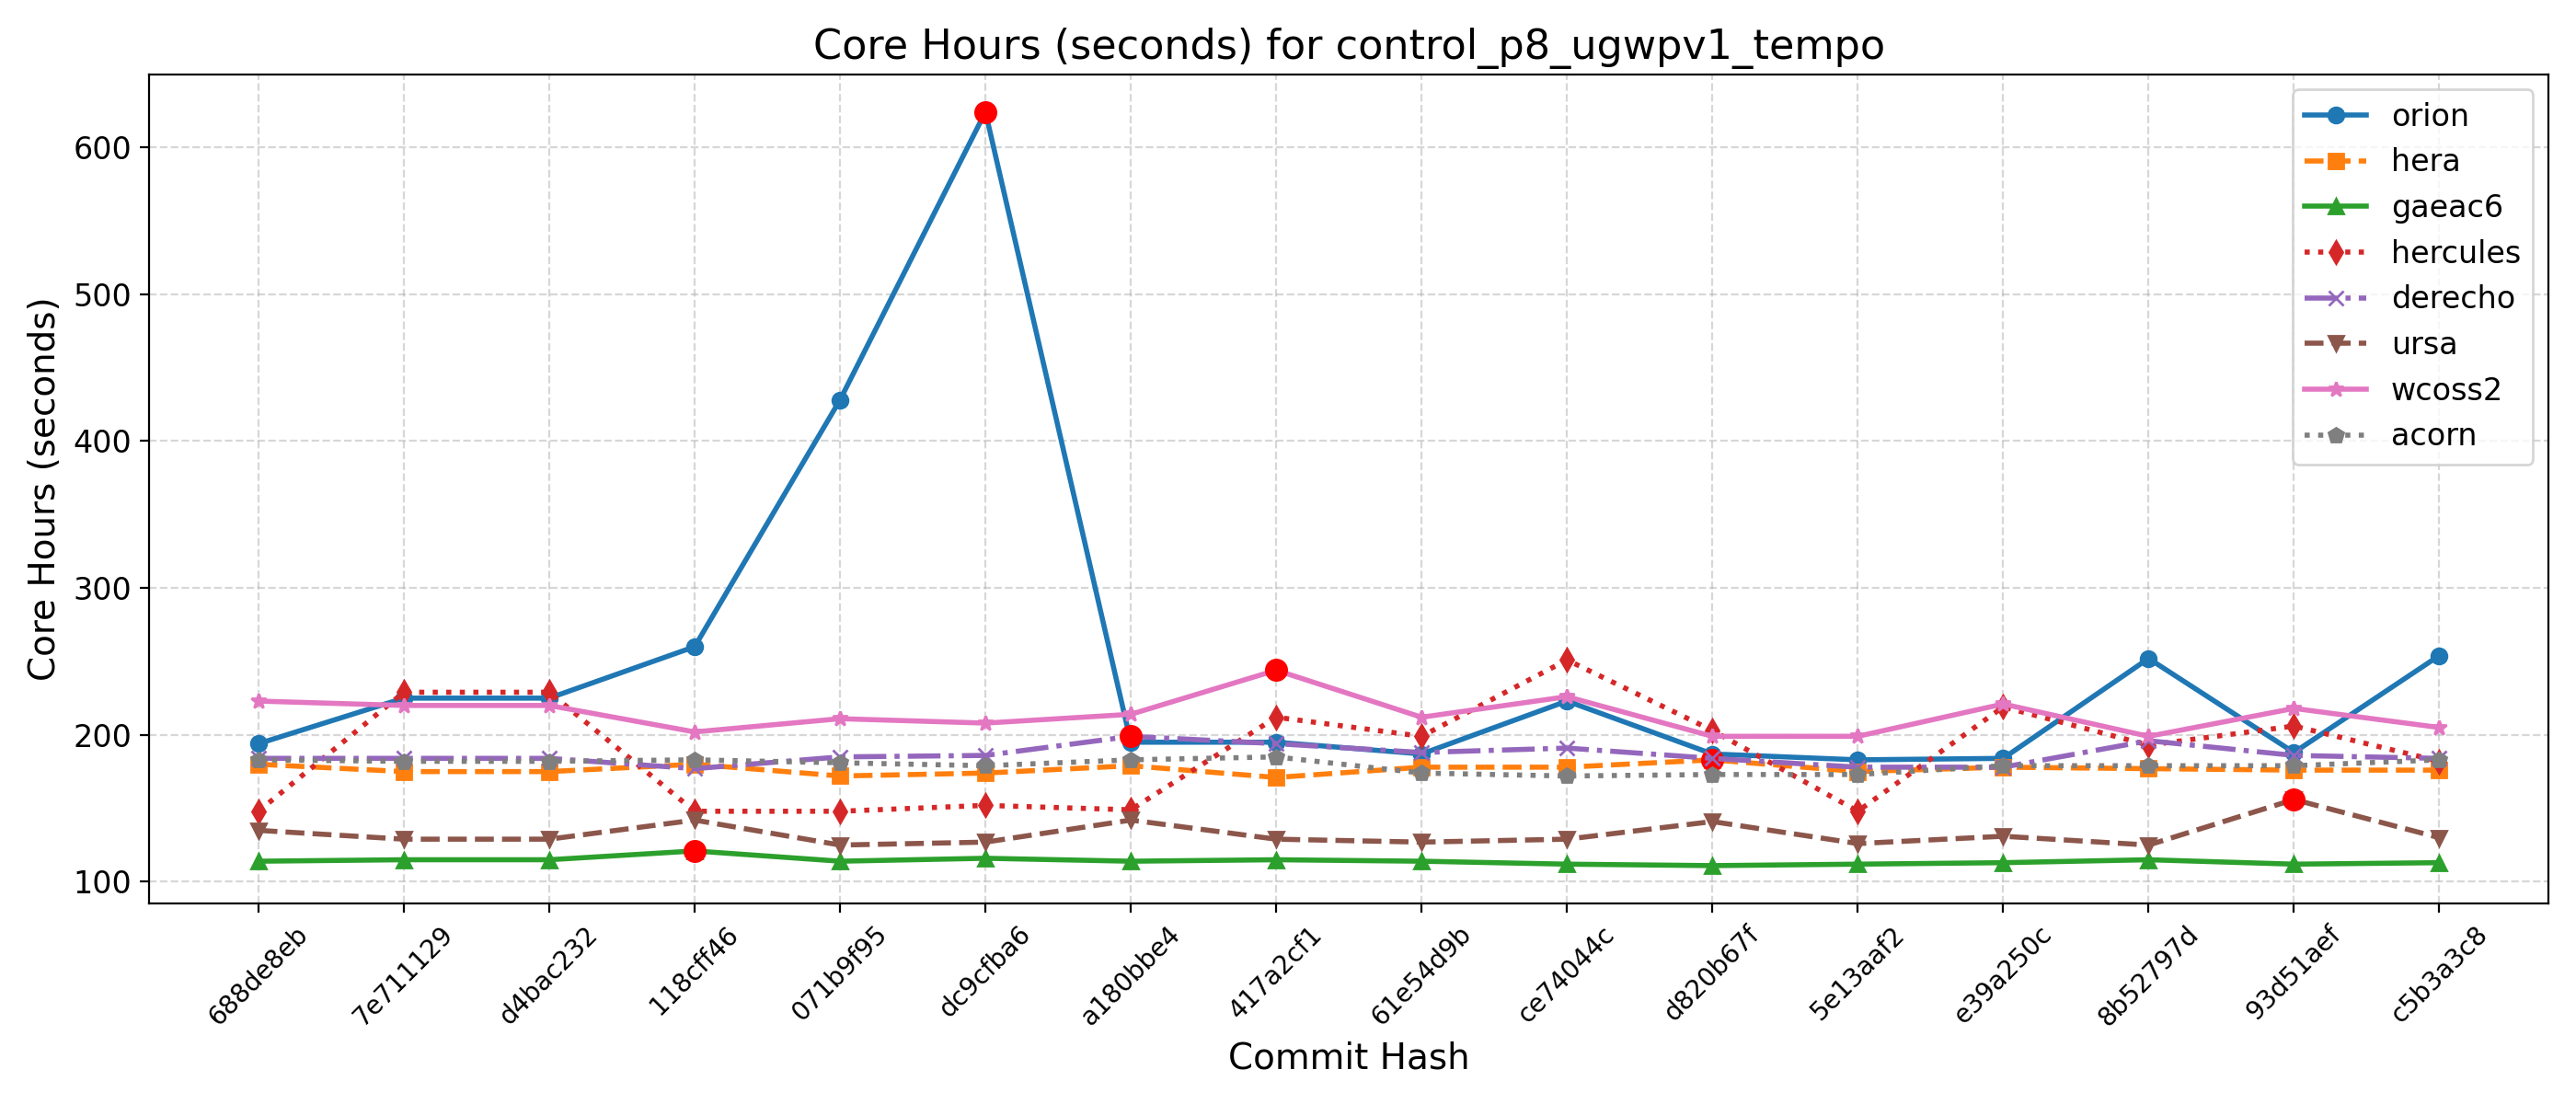 Core Hours (seconds) for control_p8_ugwpv1_tempo
Core Hours (seconds)
600
500
400
300
200
100
orion
hera
gaeac6
hercules
derecho
ursa
wcoss2
acorn
688de8eb
7e711129
d4bac232
118cff46
071b9f95
dc9cfba6
a180bbe4
417a2cf1
61e54d9b
ce74044c
d820b67f
5e13aaf2
e39a250c
8b52797d
93d51aef
c5b3a3c8
Commit Hash